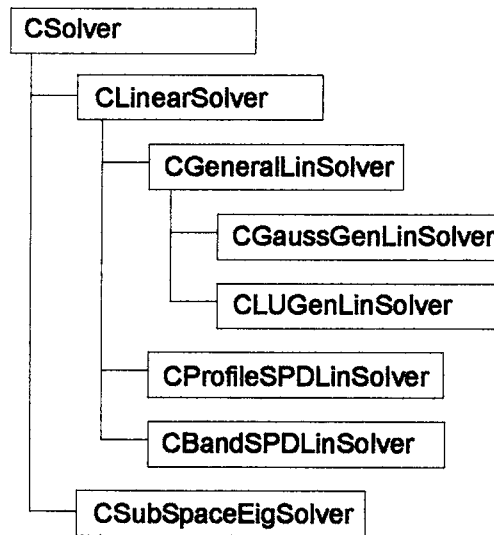 CSolver
CLinearSolver
CGeneralLinSolver
CGaussGenLinSolver
CLUGenLinSolver
CProfileSPDLinSolver
CBandSPDLinSolver
CSubSpaceEigSolver